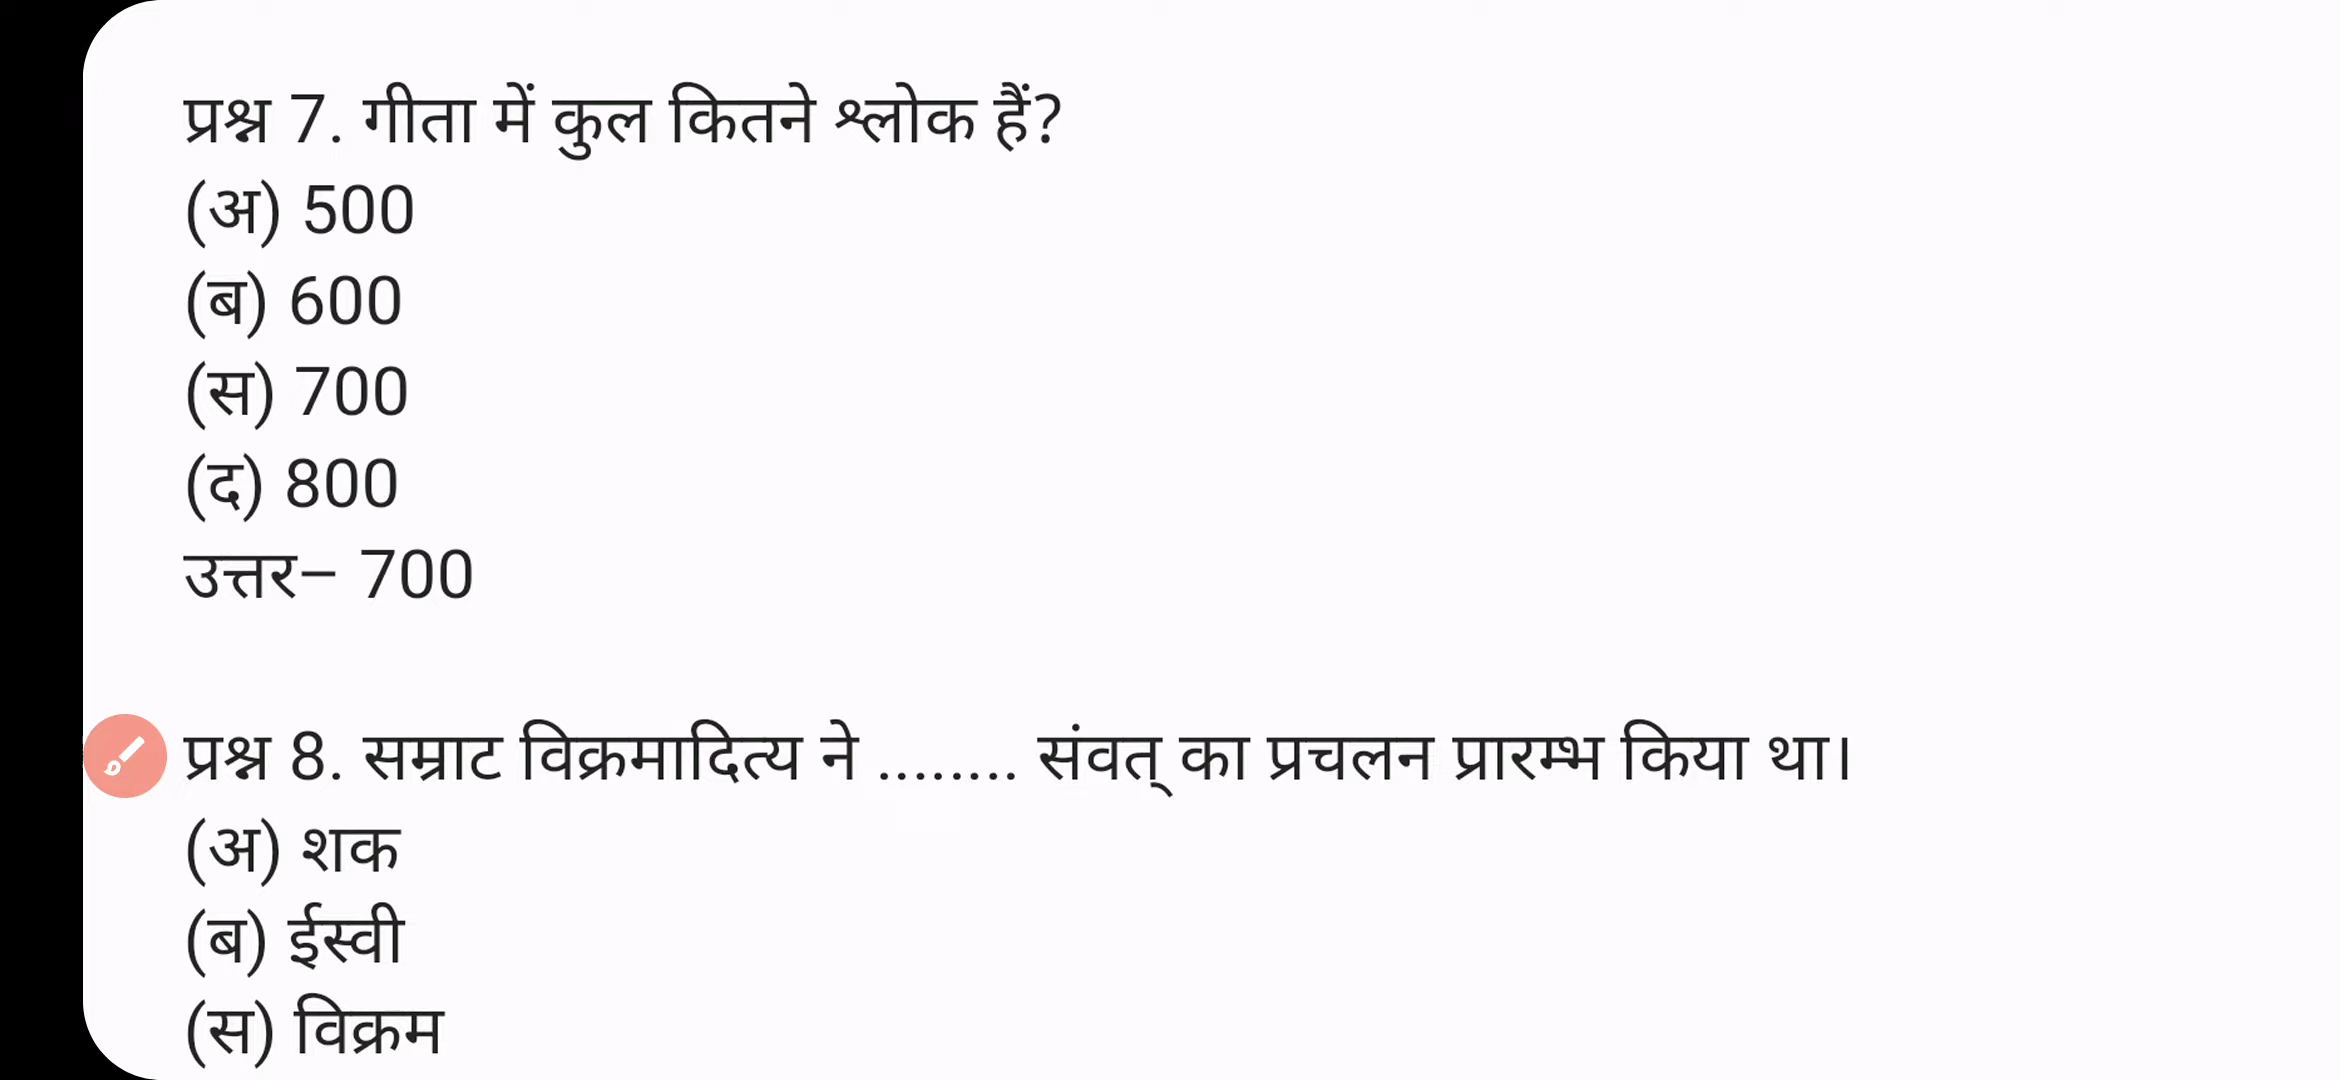 प्रश्न 7. गीता में कुल कितने श्लोक हैं?
(अ) 500
(ब) 600
(स) 700
(द) 800
उत्तर– 700
प्रश्न 8. सम्राट विक्रमादित्य ने ........ संवत् का प्रचलन प्रारम्भ किया था।
(अ) शक
(ब) ईस्वी
(स) विक्रम